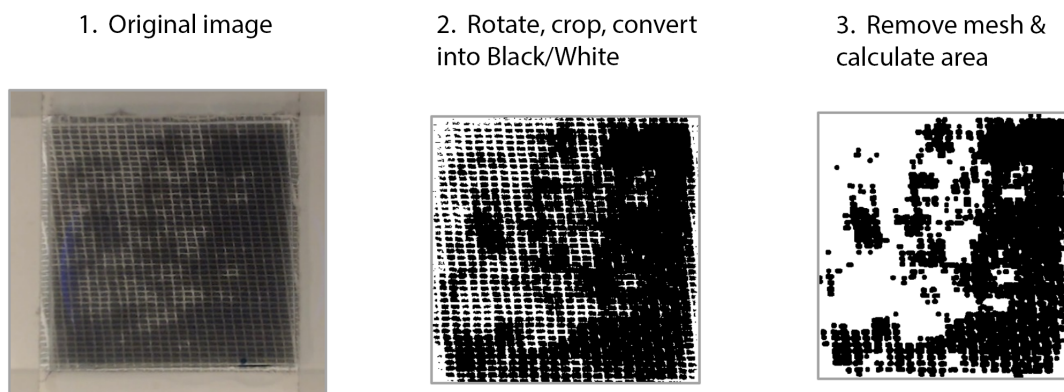 1. Original image
2. Rotate, crop, convert
into Black/White
3. Remove mesh &
calculate area